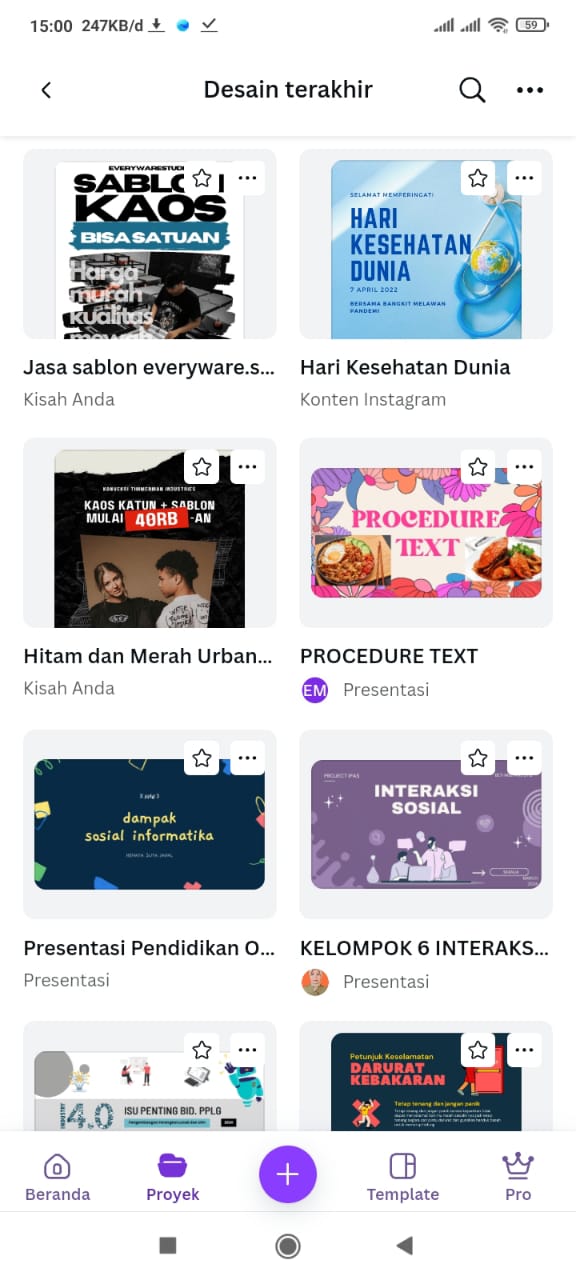 15:00 247KB/d
59
Desain terakhir
EVERYWARESTUDI
SABLON
KAOS
BISA SATUAN
Harga
murah
kualitas
mewah
Jasa sablon everyware.s...
Kisah Anda
SELAMAT MEMPERINGATI
HARI
KESEHATAN
DUNIA
7 APRIL 2022
BERSAMA BANGKIT MELAWAN
PANDEMI
Hari Kesehatan Dunia
Konten Instagram
KONVEKSI TIMMERMAN INDUSTRIES
KAOS KATUN + SABLON
MULAI 40RB -AN
Hitam dan Merah Urban...
Kisah Anda
PROCEDURE
TEXT
PROCEDURE TEXT
EM Presentasi
dampak
sosial informatika
Presentasi Pendidikan O...
Presentasi
PROJECT IPAS
INTERAKSI
SOSIAL
KELOMPOK 6 INTERAKS...
Presentasi
INDUSTRY
4.0
ISU PENTING BID. PPLG
Petunjuk Keselamatan
DARURAT
KEBAKARAN
Tetap tenang dan jangan panik
Beranda
Proyek
Template
Pro